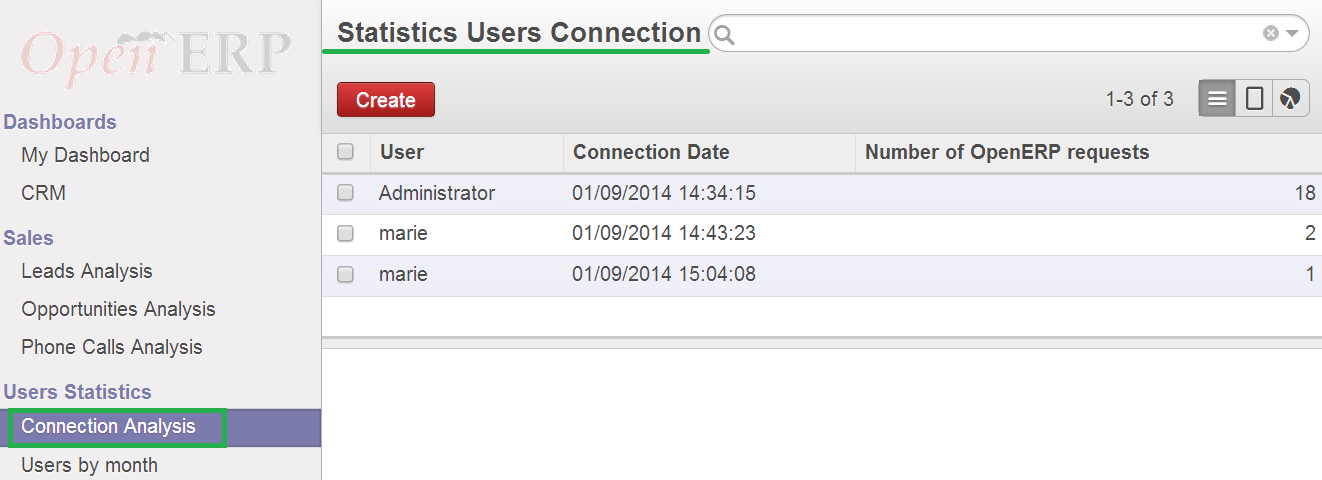 Open ERP
Dashboards
My Dashboard
CRM
Sales
Leads Analysis
Opportunities Analysis
Phone Calls Analysis
Users Statistics
Connection Analysis
Users by month
Statistics Users Connection
Create
1-3 of 3
User Connection Date Number of OpenERP requests
Administrator 01/09/2014 14:34:15 18
marie 01/09/2014 14:43:23 2
marie 01/09/2014 15:04:08 1